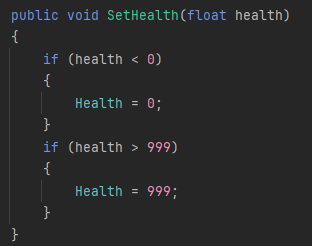 public void SetHealth(float health)
{
    if (health < 0)
    {
        Health = 0;
    }
    if (health > 999)
    {
        Health = 999;
    }
}